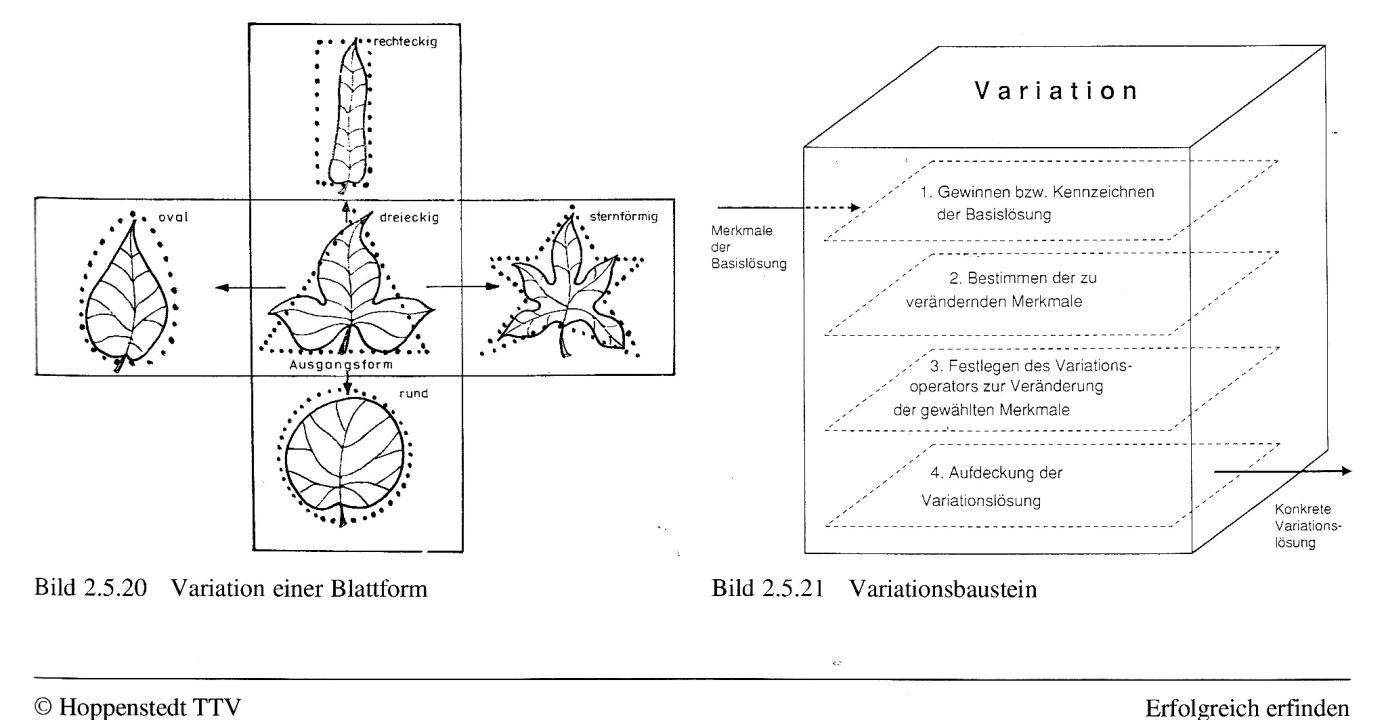 rechteckig
oval
dreieckig
sternförmig
Ausgangsform
rund
Bild 2.5.20 Variation einer Blattform
Variation
Merkmale
der
Basislösung
1. Gewinnen bzw. Kennzeichnen
der Basislösung
2. Bestimmen der zu
verändernden Merkmale
3. Festlegen des Variations-
operators zur Veränderung
der gewählten Merkmale
4. Aufdeckung der
Variationslösung
Konkrete
Variations-
lösung
Bild 2.5.21 Variationsbaustein
© Hoppenstedt TTV
Erfolgreich erfinden